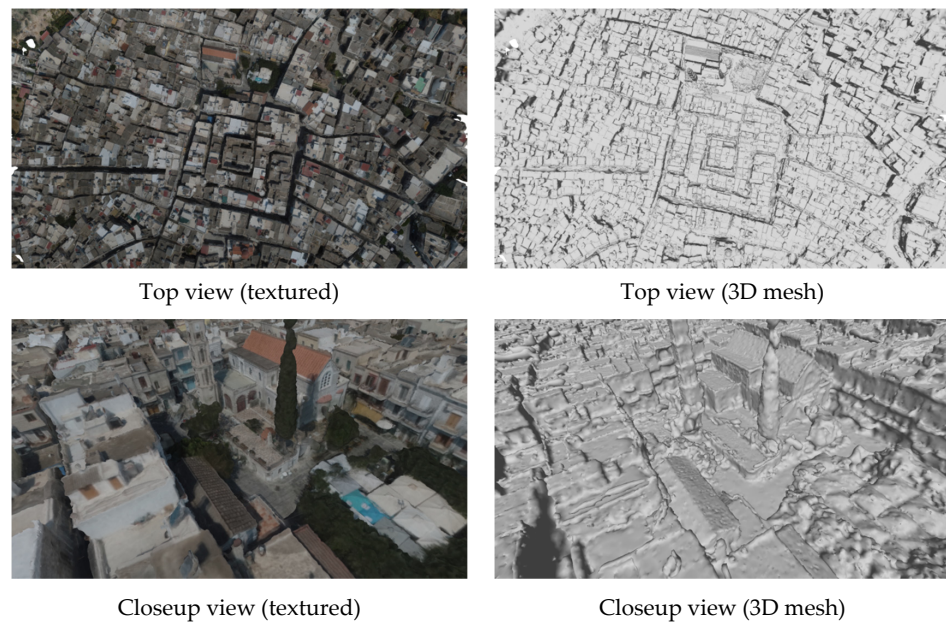 Top view (textured)
Top view (3D mesh)
Closeup view (textured)
Closeup view (3D mesh)